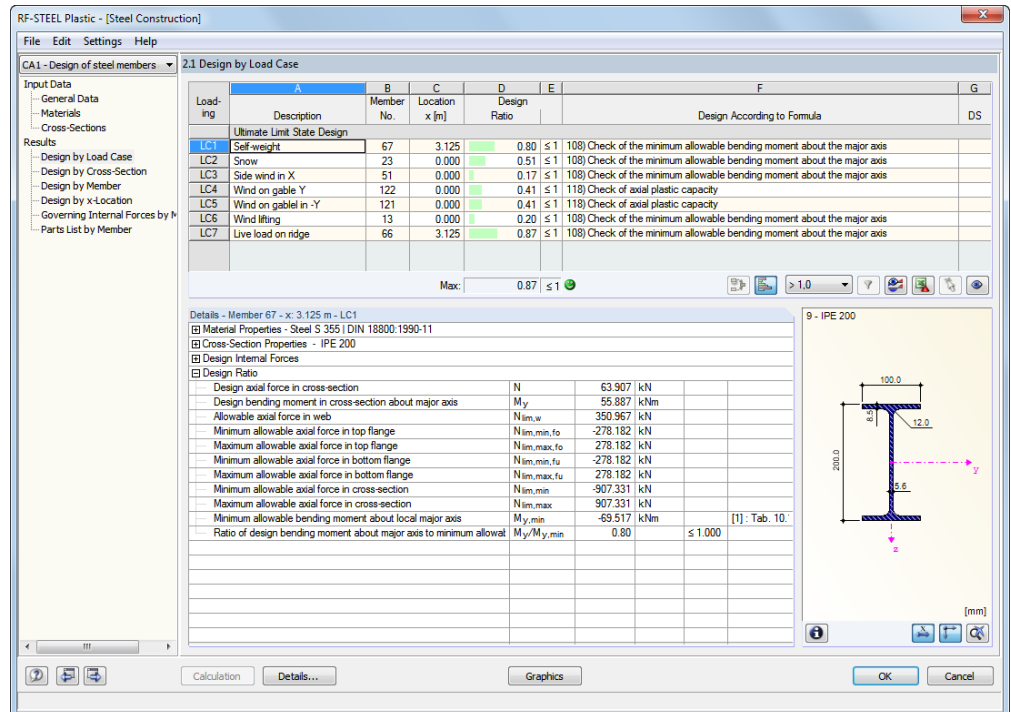 RF-STEEL Plastic - [Steel Construction]
File Edit Settings Help
CA1 - Design of steel members
2.1 Design by Load Case
Input Data
General Data
Materials
Cross-Sections
Results
Design by Load Case
Design by Cross-Section
Design by Member
Design by x-Location
Governing Internal Forces by M
Parts List by Member
A B C D E F G
Load-ing Description Member No. Location x [m] Design Ratio Design According to Formula DS
Ultimate Limit State Design
LC1 Self-weight 67 3.125 0.80 ≤ 1 108) Check of the minimum allowable bending moment about the major axis
LC2 Snow 23 0.000 0.51 ≤ 1 108) Check of the minimum allowable bending moment about the major axis
LC3 Side wind in X 51 0.000 0.17 ≤ 1 108) Check of the minimum allowable bending moment about the major axis
LC4 Wind on gable Y 122 0.000 0.41 ≤ 1 118) Check of axial plastic capacity
LC5 Wind on gablel in -Y 121 0.000 0.41 ≤ 1 118) Check of axial plastic capacity
LC6 Wind lifting 13 0.000 0.20 ≤ 1 108) Check of the minimum allowable bending moment about the major axis
LC7 Live load on ridge 66 3.125 0.87 ≤ 1 108) Check of the minimum allowable bending moment about the major axis
Max: 0.87 ≤ 1
> 1.0
Details - Member 67 - x: 3.125 m - LC1
Material Properties - Steel S 355 | DIN 18800:1990-11
Cross-Section Properties - IPE 200
Design Internal Forces
Design Ratio
Design axial force in cross-section N 63.907 kN
Design bending moment in cross-section about major axis My 55.887 kNm
Allowable axial force in web Nlim,w 350.967 kN
Minimum allowable axial force in top flange Nlim,min,fo -278.182 kN
Maximum allowable axial force in top flange Nlim,max,fo 278.182 kN
Minimum allowable axial force in bottom flange Nlim,min,fu -278.182 kN
Maximum allowable axial force in bottom flange Nlim,max,fu 278.182 kN
Minimum allowable axial force in cross-section Nlim,min -907.331 kN
Maximum allowable axial force in cross-section Nlim,max 907.331 kN
Minimum allowable bending moment about local major axis My,min -69.517 kNm [1] : Tab. 10.
Ratio of design bending moment about major axis to minimum allowat My/My,min 0.80 ≤ 1.000
9 - IPE 200
100.0
8.5
12.0
200.0
y
5.6
z
[mm]
Calculation
Details...
Graphics
OK
Cancel